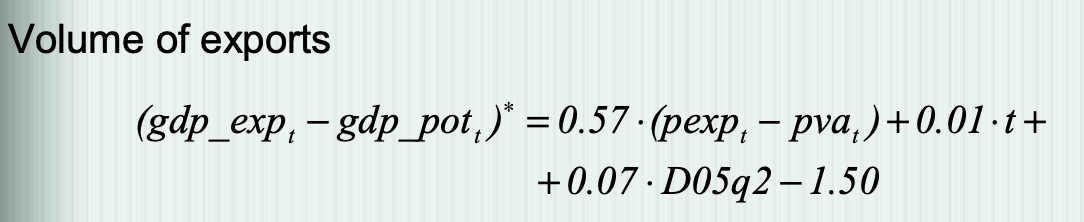 Volume of exports
(gdp_exp_t − gdp_pot_t)* = 0.57 · (pexp_t − pva_t) + 0.01 · t +
+ 0.07 · D05q2 − 1.50